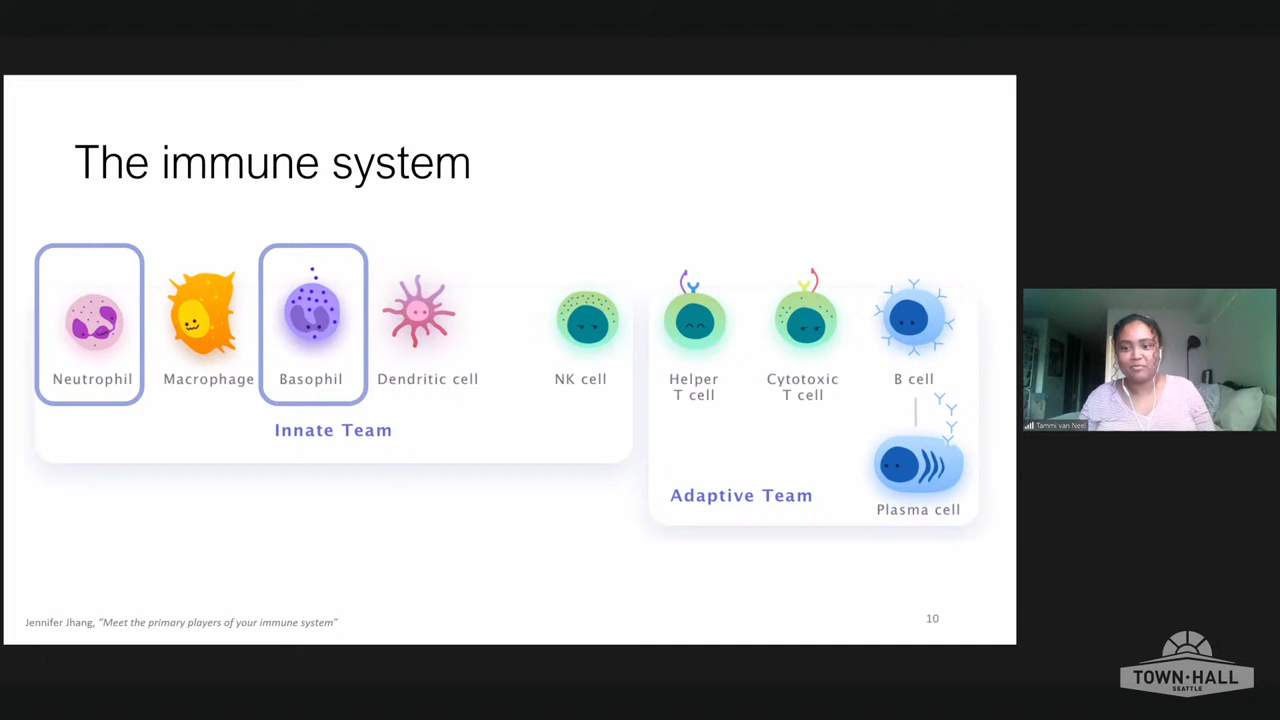 The immune system
Neutrophil
Macrophage
Basophil
Dendritic cell
NK cell
Helper
T cell
Cytotoxic
T cell
B cell
Innate Team
Adaptive Team
Plasma cell
Jennifer Jhang, "Meet the primary players of your immune system"
10
Tammi van Neel
TOWN·HALL
SEATTLE